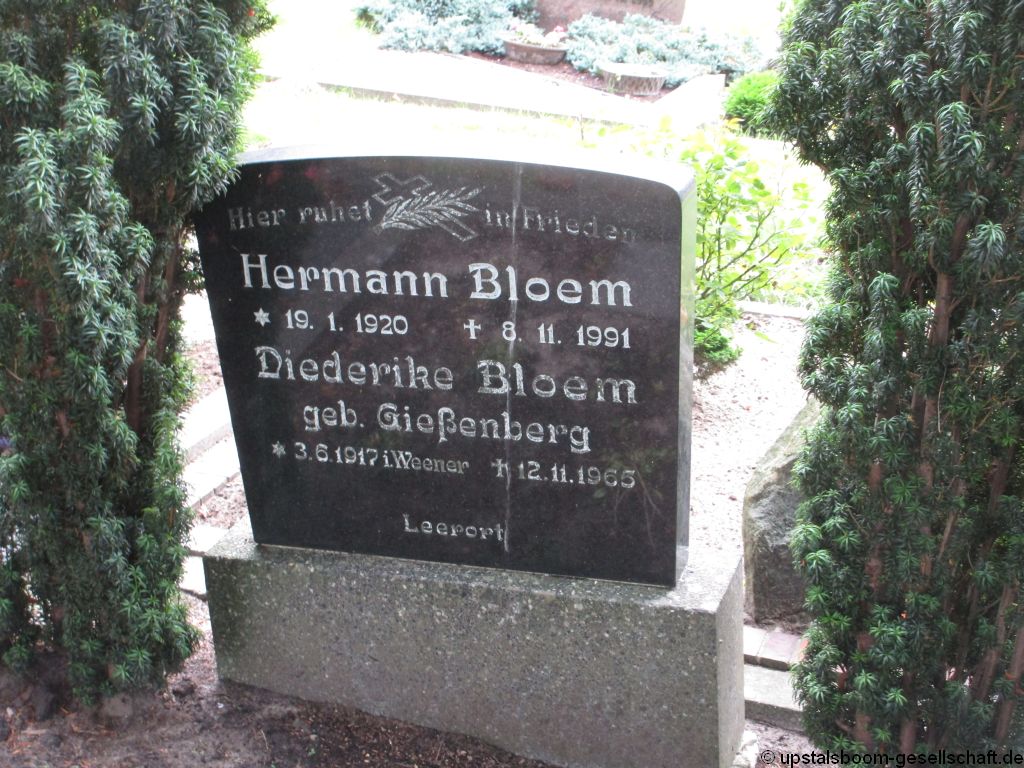 Hier ruhet in Frieden
Hermann Bloem
* 19. 1. 1920 † 8. 11. 1991
Diederike Bloem
geb. Gießenberg
* 3.6.1917 i. Weener † 12.11.1965
Leerort
© upstalsboom-gesellschaft.de